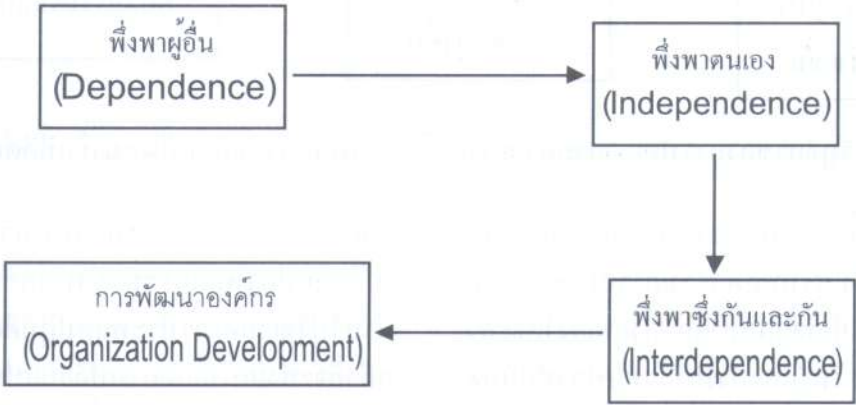 พึ่งพาผู้อื่น
(Dependence)
พึ่งพาตนเอง
(Independence)
พึ่งพาซึ่งกันและกัน
(Interdependence)
การพัฒนาองค์กร
(Organization Development)